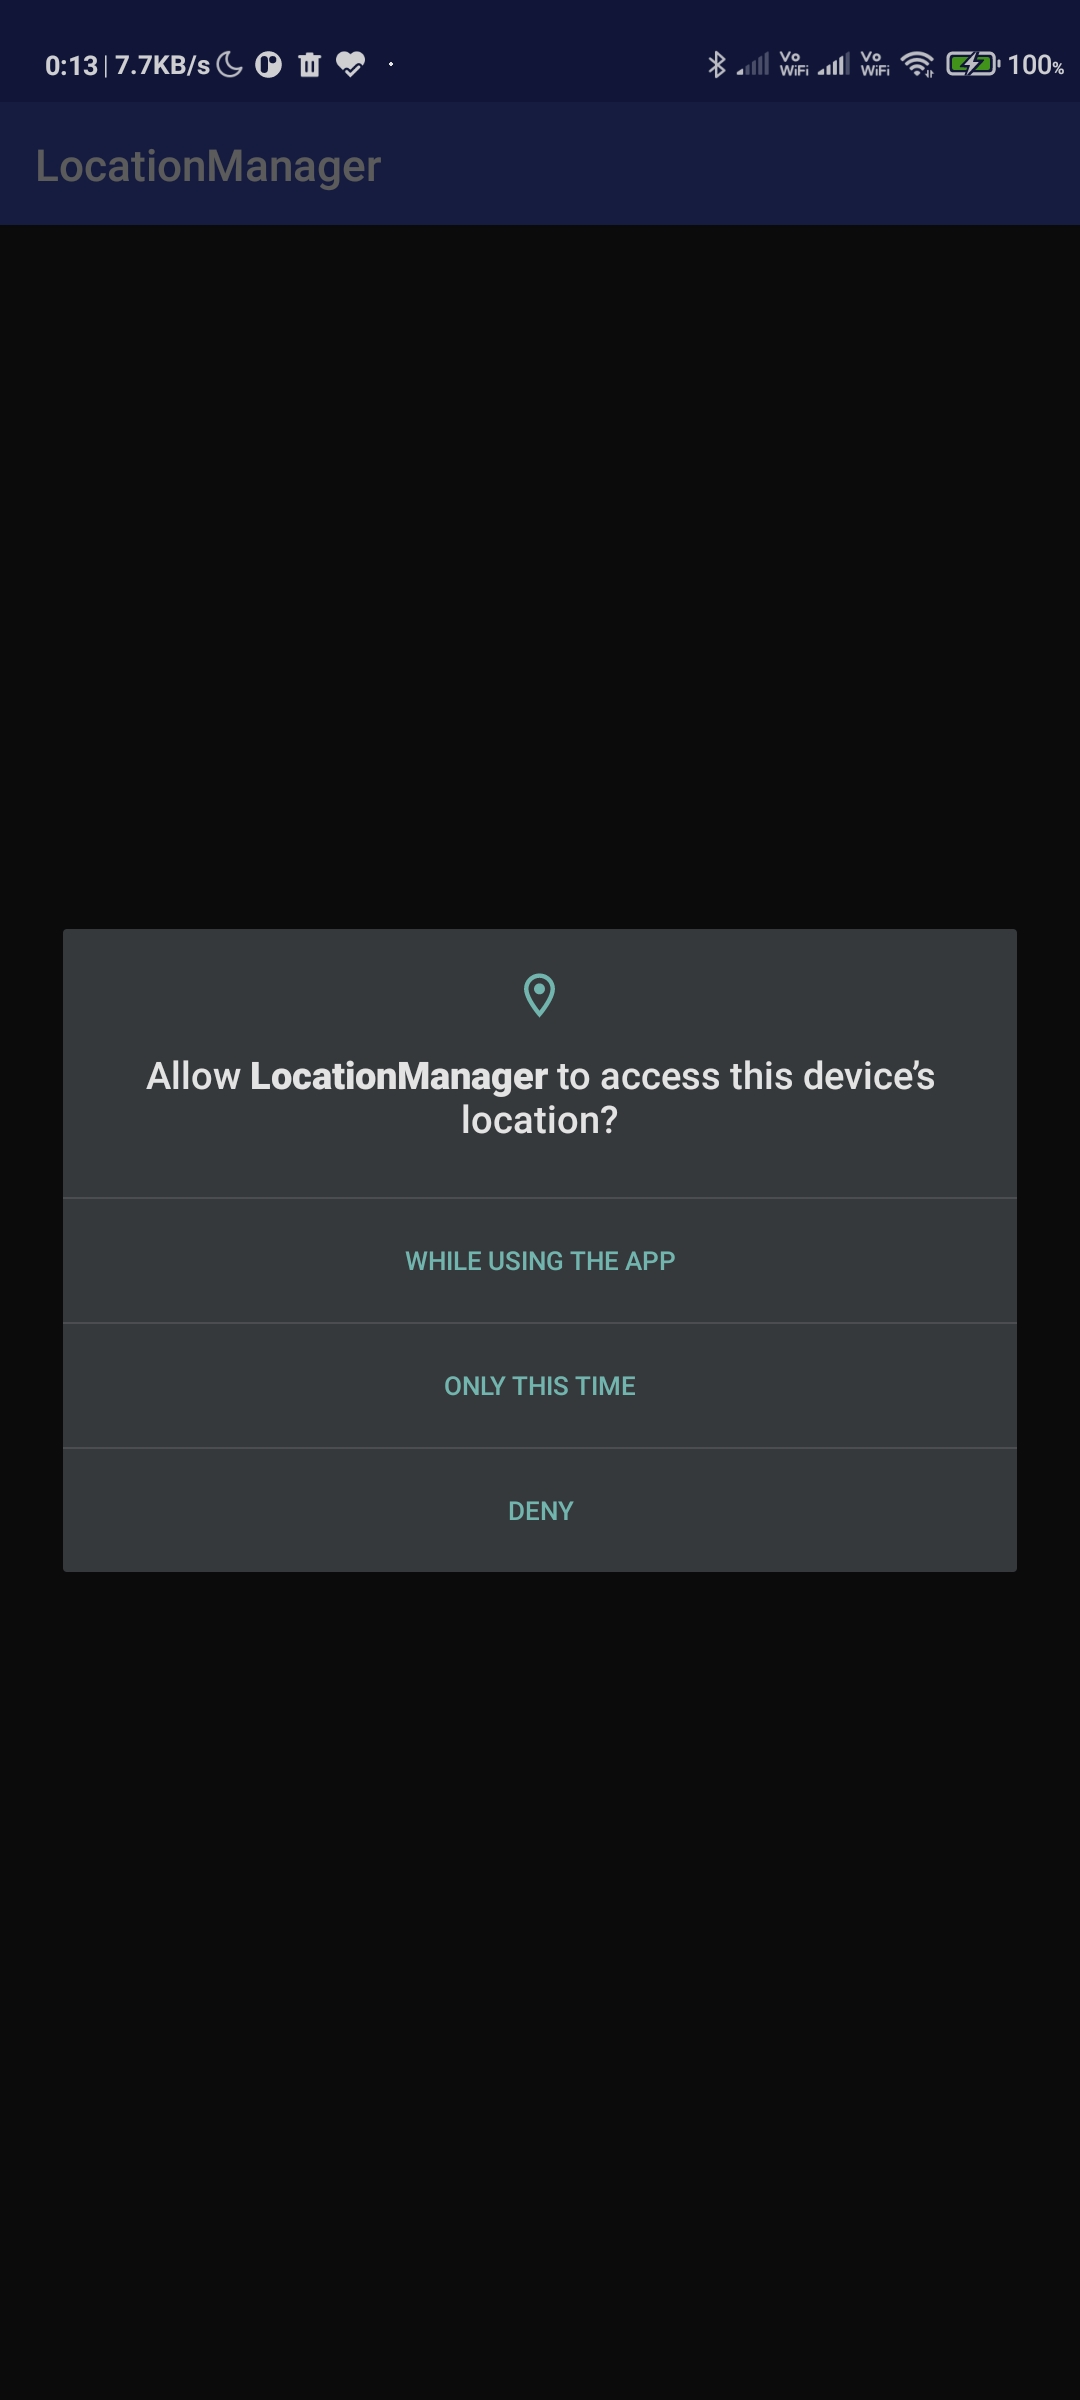 0:13 | 7.7KB/s Vo WiFi Vo WiFi 100%
LocationManager
Allow LocationManager to access this device’s
location?
WHILE USING THE APP
ONLY THIS TIME
DENY